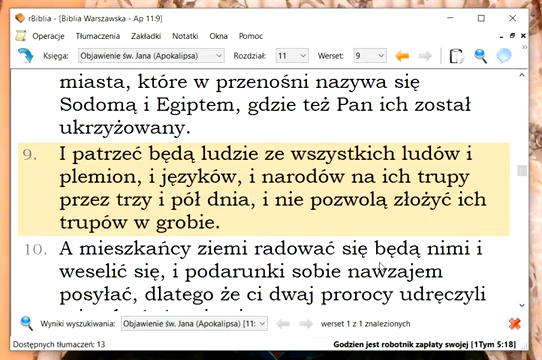 rBiblia - [Biblia Warszawska - Ap 11:9]
Operacje Tłumaczenia Zakładki Notatki Okna Pomoc
Księga: Objawienie św. Jana (Apokalipsa) Rozdział: 11 Werset: 9
miasta, które w przenośni nazywa się
Sodomą i Egiptem, gdzie też Pan ich został
ukrzyżowany.
9. I patrzeć będą ludzie ze wszystkich ludów i
plemion, i języków, i narodów na ich trupy
przez trzy i pół dnia, i nie pozwolą złożyć ich
trupów w grobie.
10. A mieszkańcy ziemi radować się będą nimi i
weselić się, i podarunki sobie nawzajem
posyłać, dlatego że ci dwaj prorocy udręczyli
Wyniki wyszukiwania: Objawienie św. Jana (Apokalipsa) [11: werset 1 z 1 znalezionych
Dostępnych tłumaczeń: 13 Godzien jest robotnik zapłaty swojej [1Tym 5:18]